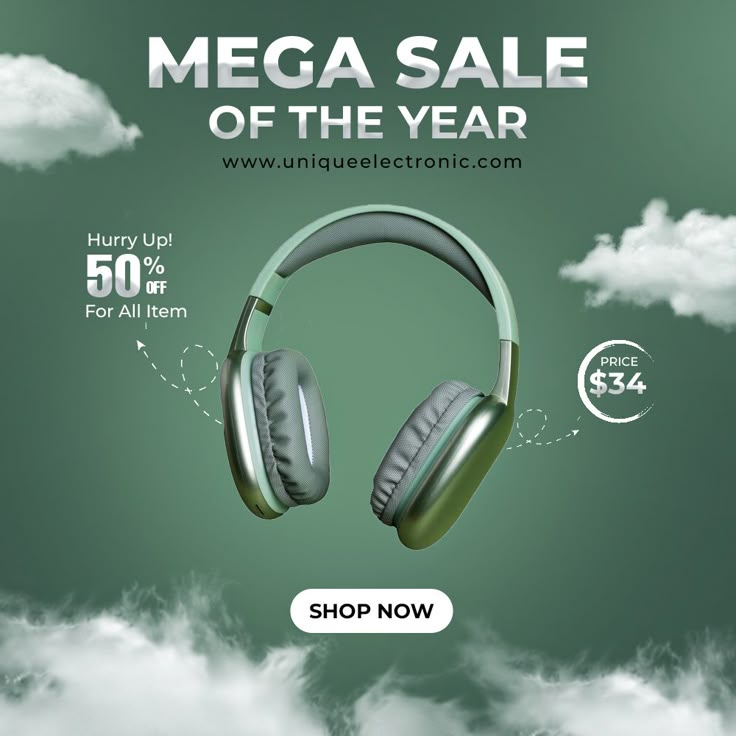 MEGA SALE
OF THE YEAR
www.uniqueelectronic.com
Hurry Up!
50% OFF
For All Item
PRICE
$34
SHOP NOW